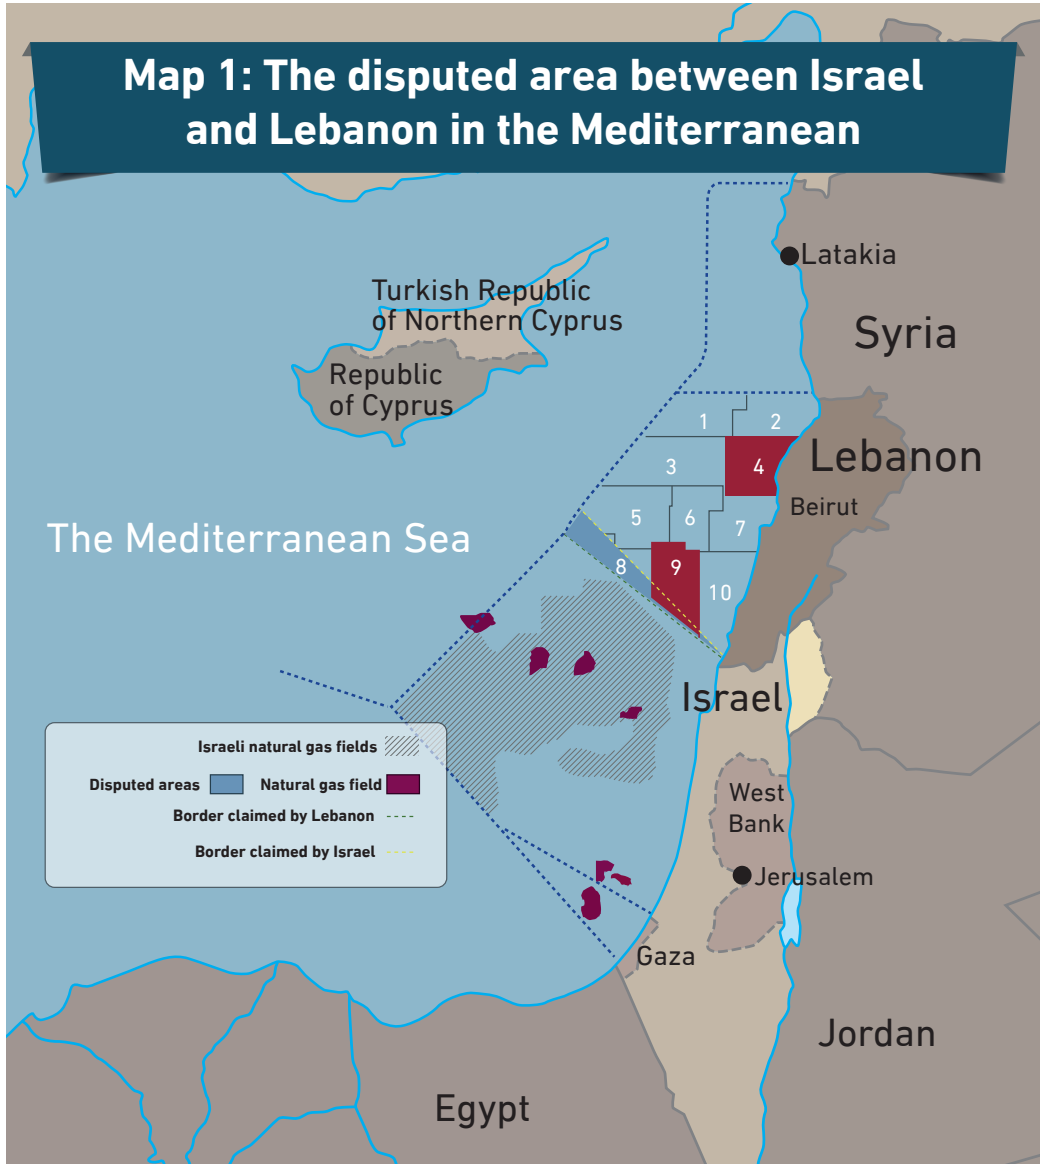 Map 1: The disputed area between Israel
and Lebanon in the Mediterranean
Latakia
Turkish Republic
of Northern Cyprus
Syria
Republic
of Cyprus
1
2
Lebanon
3
4
Beirut
5
6
7
The Mediterranean Sea
8
9
10
Israel
Israeli natural gas fields
Disputed areas
Natural gas field
Border claimed by Lebanon
Border claimed by Israel
West
Bank
Jerusalem
Gaza
Jordan
Egypt